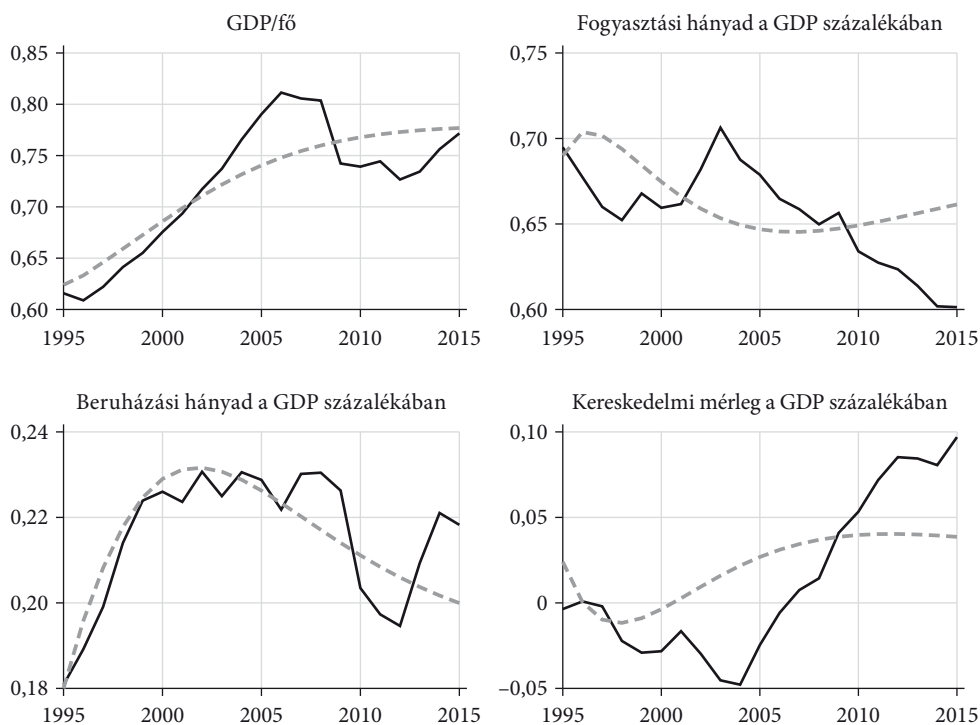 GDP/fő
0,85
0,80
0,75
0,70
0,65
0,60
1995 2000 2005 2010 2015
Fogyasztási hányad a GDP százalékában
0,75
0,70
0,65
0,60
1995 2000 2005 2010 2015
Beruházási hányad a GDP százalékában
0,24
0,22
0,20
0,18
1995 2000 2005 2010 2015
Kereskedelmi mérleg a GDP százalékában
0,10
0,05
0
–0,05
1995 2000 2005 2010 2015